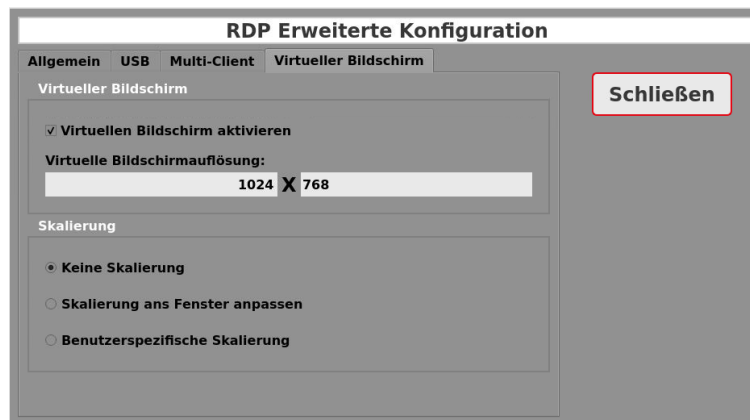 RDP Erweiterte Konfiguration
Allgemein USB Multi-Client Virtueller Bildschirm
Virtueller Bildschirm
Schließen
Virtuellen Bildschirm aktivieren
Virtuelle Bildschirmauflösung:
1024 X 768
Skalierung
Keine Skalierung
Skalierung ans Fenster anpassen
Benutzerspezifische Skalierung